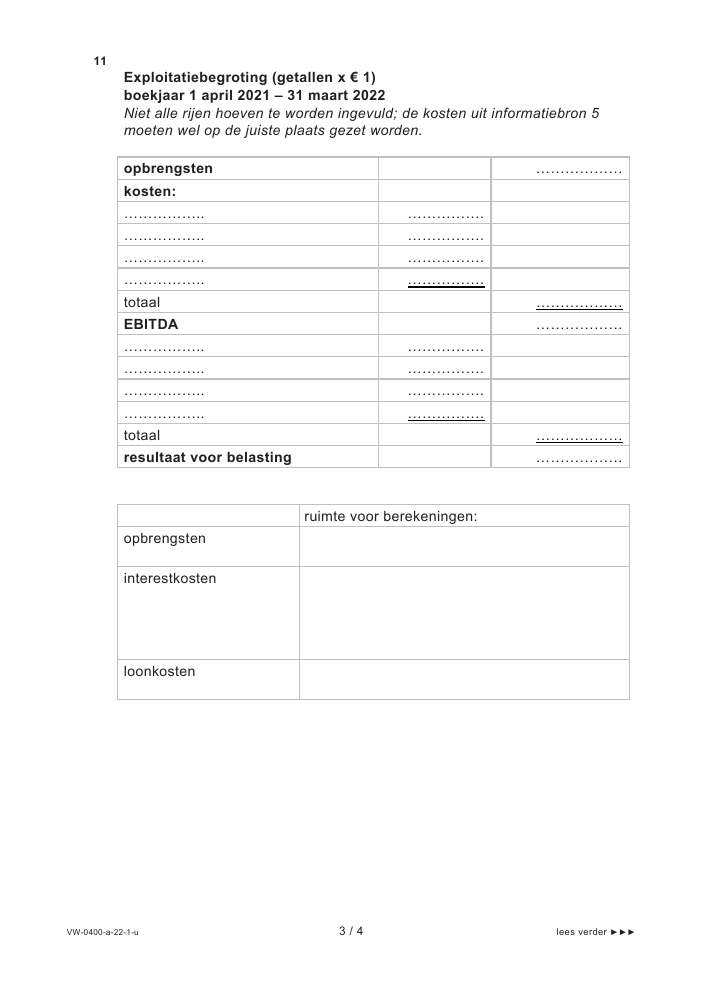 11
Exploitatiebegroting (getallen x € 1)
boekjaar 1 april 2021 – 31 maart 2022
Niet alle rijen hoeven te worden ingevuld; de kosten uit informatiebron 5
moeten wel op de juiste plaats gezet worden.
opbrengsten ………………
kosten:
…………….. …………….
…………….. …………….
…………….. …………….
…………….. …………….
totaal ………………
EBITDA ………………
…………….. …………….
…………….. …………….
…………….. …………….
…………….. …………….
totaal ………………
resultaat voor belasting ………………
ruimte voor berekeningen:
opbrengsten
interestkosten
loonkosten
VW-0400-a-22-1-u 3 / 4 lees verder ►►►